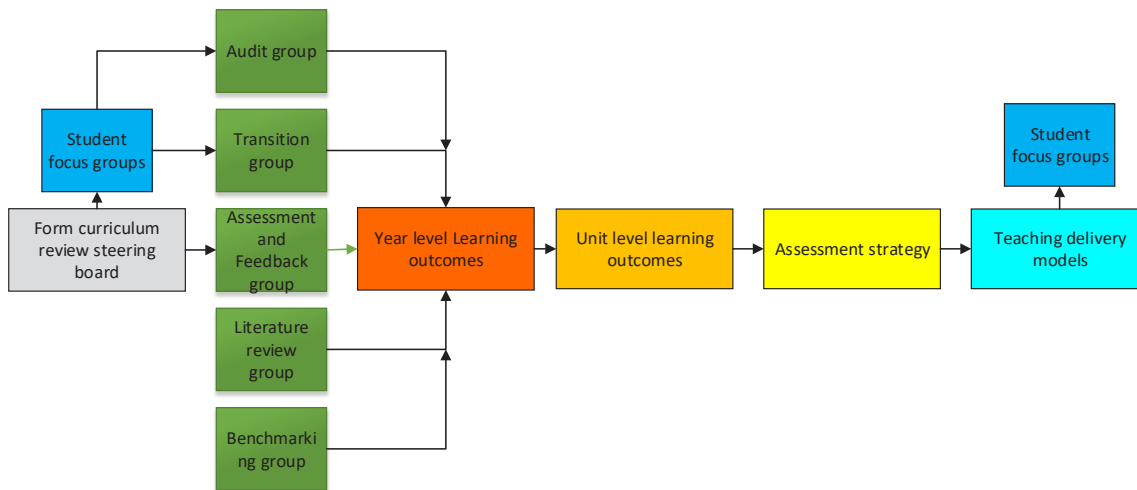 Audit group
Student
focus groups
Transition
group
Student
focus groups
Form curriculum
review steering
board
Assessment
and
Feedback
group
Year level Learning
outcomes
Unit level learning
outcomes
Assessment strategy
Teaching delivery
models
Literature
review
group
Benchmarki
ng group